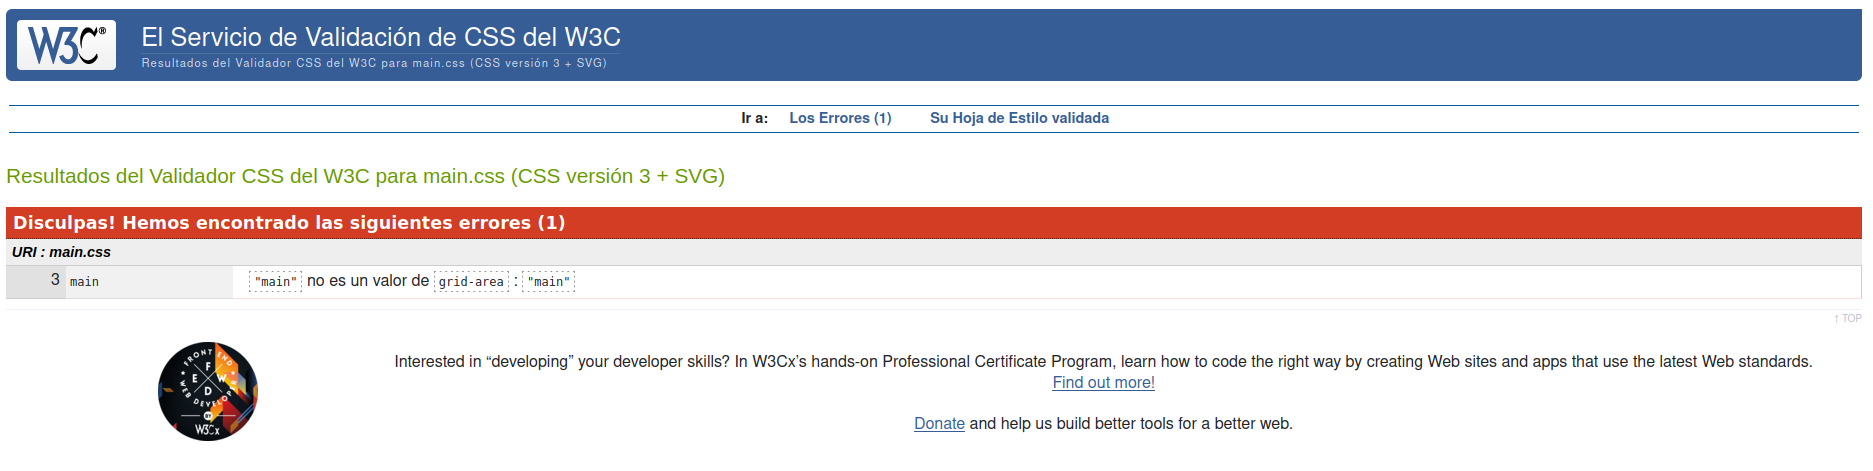 W3C®
El Servicio de Validación de CSS del W3C
Resultados del Validador CSS del W3C para main.css (CSS versión 3 + SVG)
Ir a: Los Errores (1) Su Hoja de Estilo validada
Resultados del Validador CSS del W3C para main.css (CSS versión 3 + SVG)
Disculpas! Hemos encontrado las siguientes errores (1)
URI : main.css
3 main "main" no es un valor de grid-area : "main"
↑ TOP
FRONT END
F E W D
WEB DEVELOPER
BY
W3Cx
Interested in “developing” your developer skills? In W3Cx’s hands-on Professional Certificate Program, learn how to code the right way by creating Web sites and apps that use the latest Web standards.
Find out more!
Donate and help us build better tools for a better web.